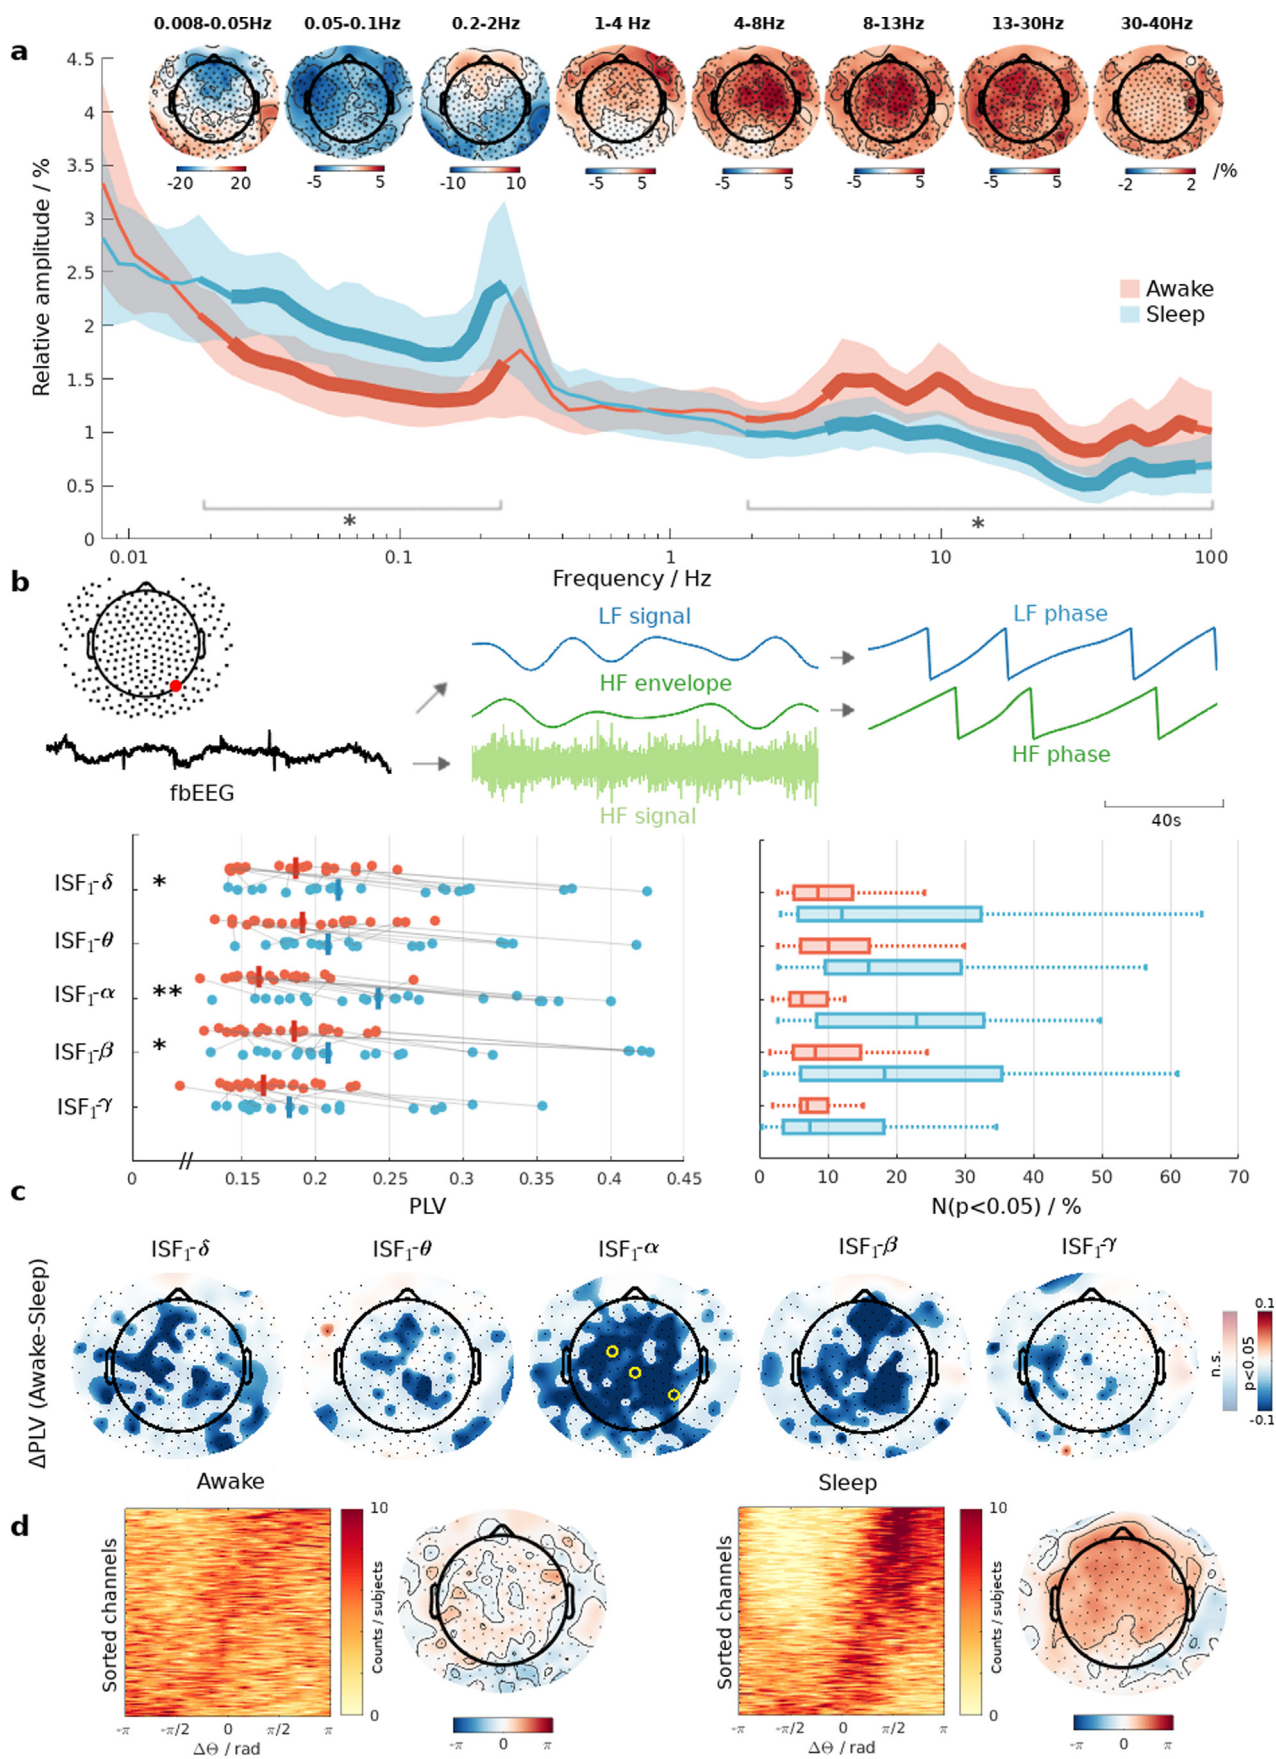 0.008-0.05Hz 0.05-0.1Hz 0.2-2Hz 1-4 Hz 4-8Hz 8-13Hz 13-30Hz 30-40Hz
a
4.5
4
3.5
3
2.5
2
1.5
1
0.5
0
Relative amplitude / %
-20 20 -5 5 -10 10 -5 5 -5 5 -5 5 -5 5 -2 2 /%
Awake
Sleep
* *
0.01 0.1 1 10 100
Frequency / Hz
b
fbEEG
LF signal
HF envelope
HF signal
LF phase
HF phase
40s
ISF₁-δ *
ISF₁-θ
ISF₁-α **
ISF₁-β *
ISF₁-γ
0 0.15 0.2 0.25 0.3 0.35 0.4 0.45
PLV
0 10 20 30 40 50 60 70
N(p<0.05) / %
c
ISF₁-δ ISF₁-θ ISF₁-α ISF₁-β ISF₁-γ
ΔPLV (Awake-Sleep)
n.s.
p<0.05
0.1
-0.1
d
Awake
Sorted channels
10
0
Counts / subjects
-π -π/2 0 π/2 π
ΔΘ / rad
-π 0 π
Sleep
Sorted channels
10
0
Counts / subjects
-π -π/2 0 π/2 π
ΔΘ / rad
-π 0 π